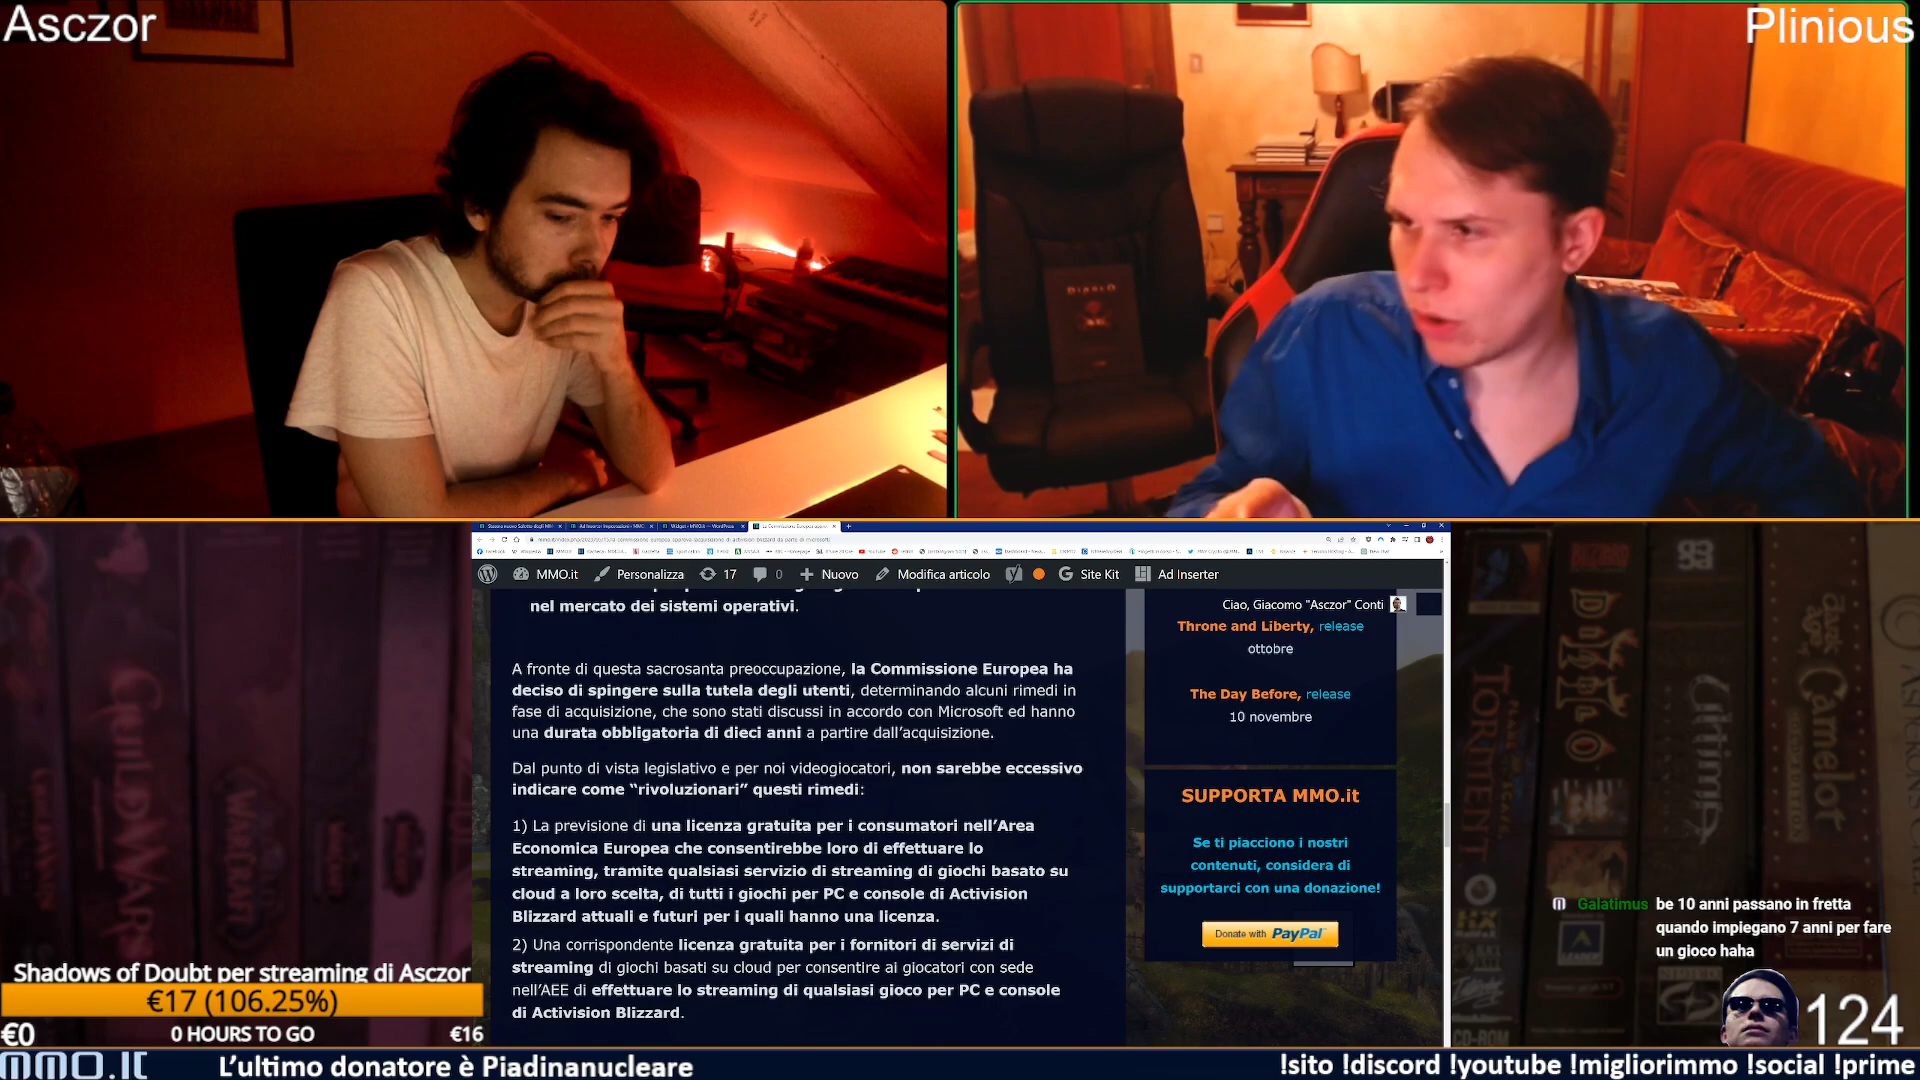 Asczor
Plinious
DIABLO
MMO.it
Personalizza
17
0
Nuovo
Modifica articolo
Site Kit
Ad Inserter
nel mercato dei sistemi operativi.
A fronte di questa sacrosanta preoccupazione, la Commissione Europea ha
deciso di spingere sulla tutela degli utenti, determinando alcuni rimedi in
fase di acquisizione, che sono stati discussi in accordo con Microsoft ed hanno
una durata obbligatoria di dieci anni a partire dall'acquisizione.
Dal punto di vista legislativo e per noi videogiocatori, non sarebbe eccessivo
indicare come “rivoluzionari” questi rimedi:
1) La previsione di una licenza gratuita per i consumatori nell'Area
Economica Europea che consentirebbe loro di effettuare lo
streaming, tramite qualsiasi servizio di streaming di giochi basato su
cloud a loro scelta, di tutti i giochi per PC e console di Activision
Blizzard attuali e futuri per i quali hanno una licenza.
2) Una corrispondente licenza gratuita per i fornitori di servizi di
streaming di giochi basati su cloud per consentire ai giocatori con sede
nell'AEE di effettuare lo streaming di qualsiasi gioco per PC e console
di Activision Blizzard.
Ciao, Giacomo "Asczor" Conti
Throne and Liberty, release
ottobre
The Day Before, release
10 novembre
SUPPORTA MMO.it
Se ti piacciono i nostri
contenuti, considera di
supportarci con una donazione!
Donate with PayPal
GUILD WARS
WARCRAFT
TORMENT
Diablo
Ultima
Camelot
CD-ROM
Galatimus be 10 anni passano in fretta
quando impiegano 7 anni per fare
un gioco haha
124
Shadows of Doubt per streaming di Asczor
€17 (106.25%)
€0
0 HOURS TO GO
€16
MMO.IT
L'ultimo donatore è Piadinanucleare
!sito !discord !youtube !migliorimmo !social !prime